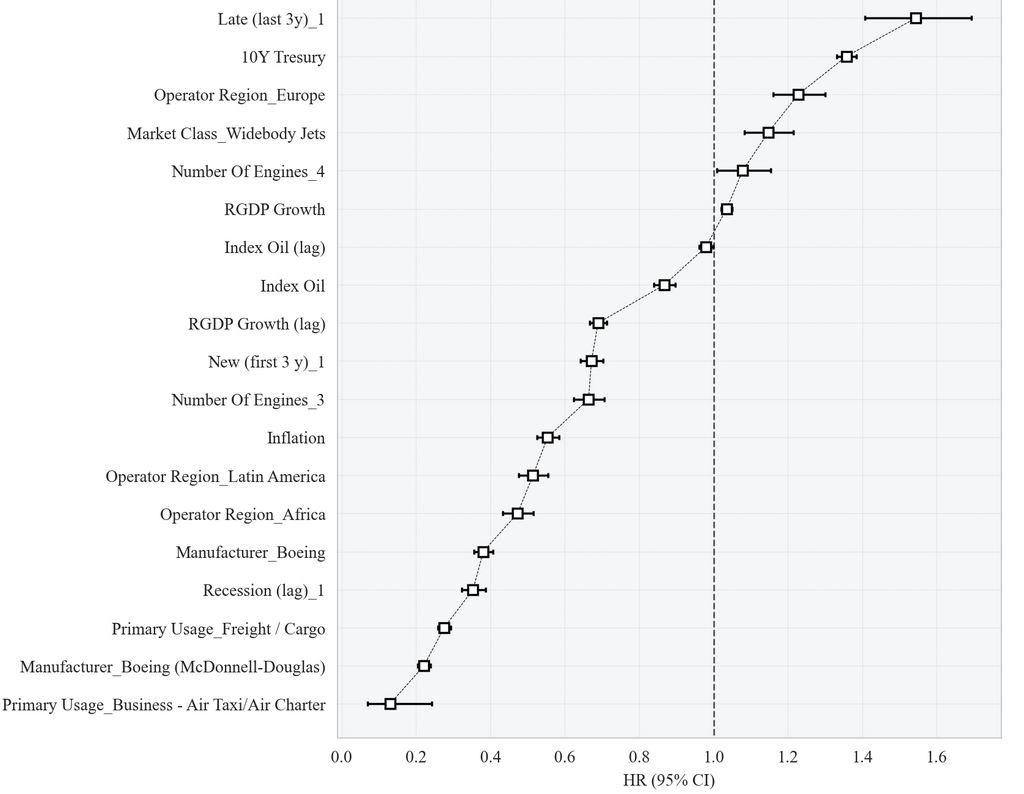 Late (last 3y)_1
10Y Tresury
Operator Region_Europe
Market Class_Widebody Jets
Number Of Engines_4
RGDP Growth
Index Oil (lag)
Index Oil
RGDP Growth (lag)
New (first 3 y)_1
Number Of Engines_3
Inflation
Operator Region_Latin America
Operator Region_Africa
Manufacturer_Boeing
Recession (lag)_1
Primary Usage_Freight / Cargo
Manufacturer_Boeing (McDonnell-Douglas)
Primary Usage_Business - Air Taxi/Air Charter
0.0 0.2 0.4 0.6 0.8 1.0 1.2 1.4 1.6
HR (95% CI)